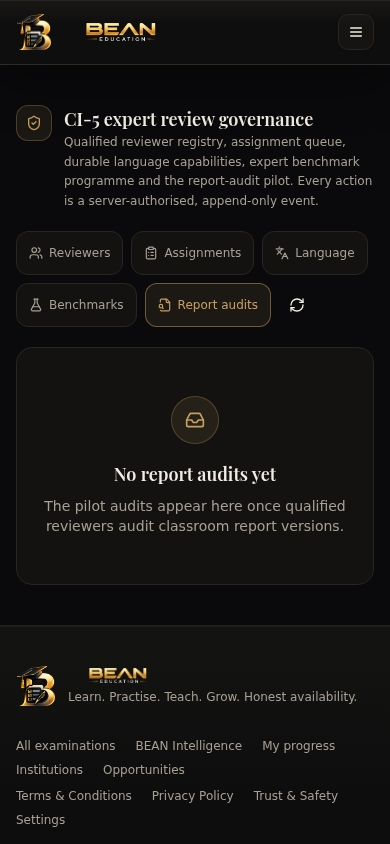 BEAN
EDUCATION
CI-5 expert review governance
Qualified reviewer registry, assignment queue,
durable language capabilities, expert benchmark
programme and the report-audit pilot. Every action
is a server-authorised, append-only event.
Reviewers
Assignments
Language
Benchmarks
Report audits
No report audits yet
The pilot audits appear here once qualified
reviewers audit classroom report versions.
BEAN
EDUCATION
Learn. Practise. Teach. Grow. Honest availability.
All examinations BEAN Intelligence My progress
Institutions Opportunities
Terms & Conditions Privacy Policy Trust & Safety
Settings